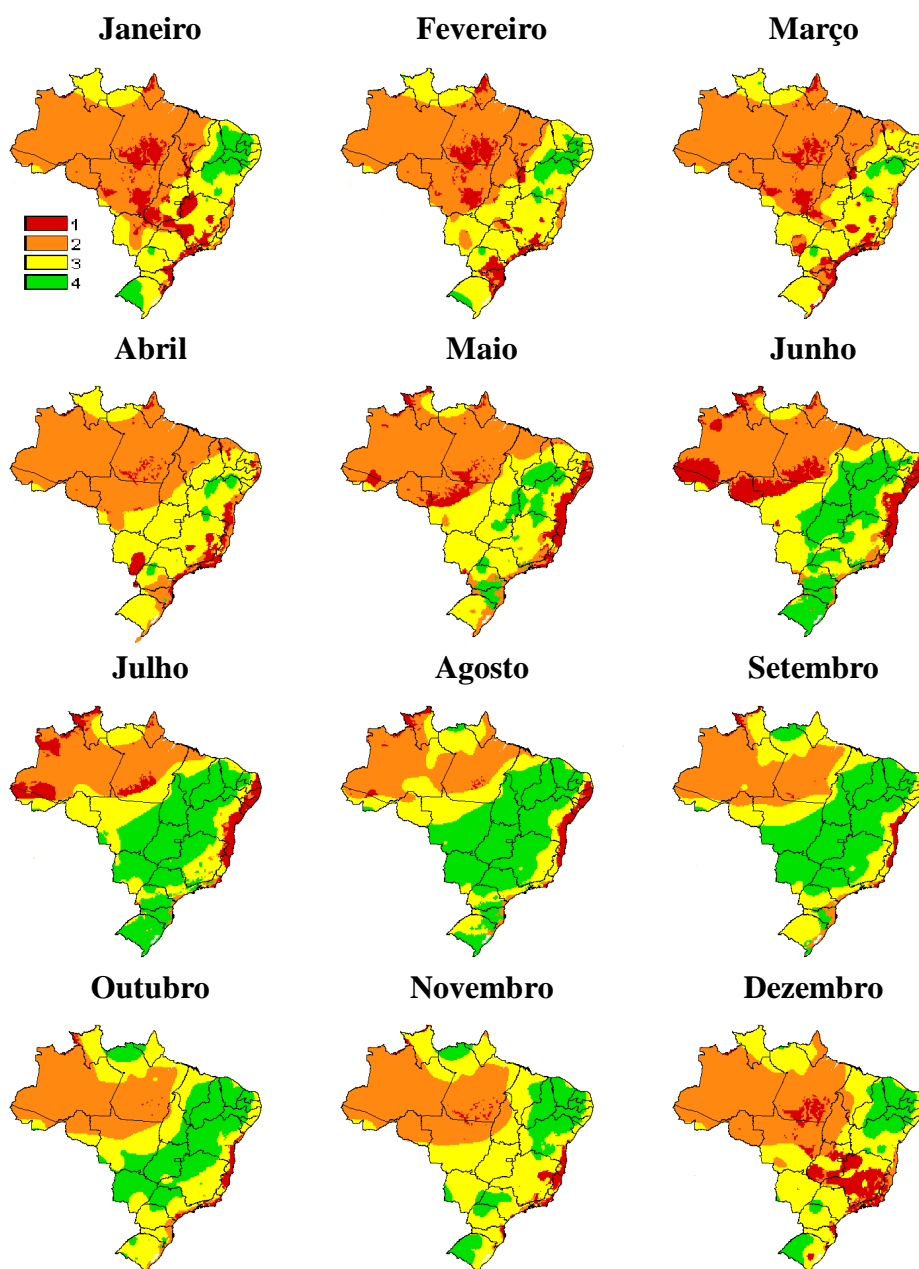 Janeiro Fevereiro Março
1
2
3
4
Abril Maio Junho
Julho Agosto Setembro
Outubro Novembro Dezembro